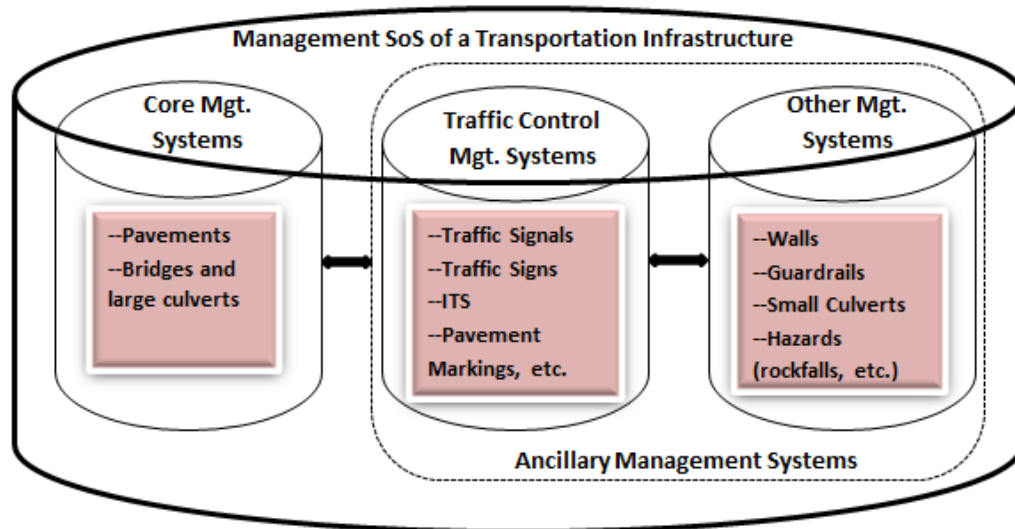 Management SoS of a Transportation Infrastructure
Core Mgt.
Systems
--Pavements
--Bridges and
large culverts
Traffic Control
Mgt. Systems
--Traffic Signals
--Traffic Signs
--ITS
--Pavement
Markings, etc.
Other Mgt.
Systems
--Walls
--Guardrails
--Small Culverts
--Hazards
(rockfalls, etc.)
Ancillary Management Systems